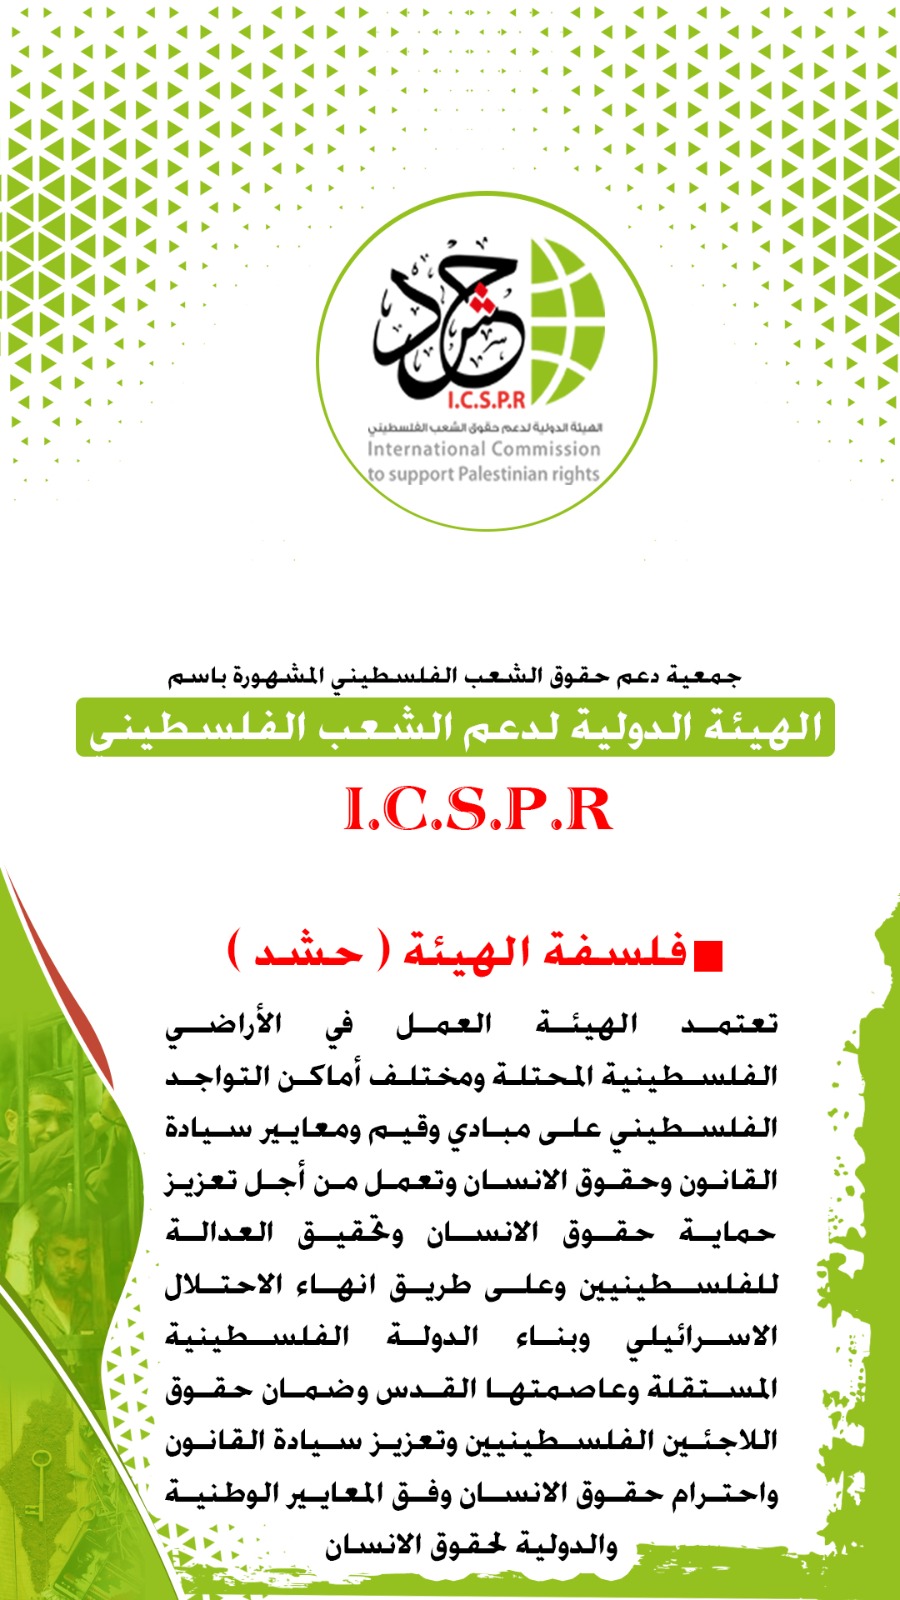 حشد
I.C.S.P.R
الهيئة الدولية لدعم حقوق الشعب الفلسطيني
International Commission
to support Palestinian rights
جمعية دعم حقوق الشعب الفلسطيني المشهورة باسم
الهيئة الدولية لدعم الشعب الفلسطيني
I.C.S.P.R
فلسفة الهيئة ( حشد )
تعتمد الهيئة العمل في الأراضي
الفلسطينية المحتلة ومختلف أماكن التواجد
الفلسطيني على مبادي وقيم ومعايير سيادة
القانون وحقوق الانسان وتعمل من أجل تعزيز
حماية حقوق الانسان وتحقيق العدالة
للفلسطينيين وعلى طريق انهاء الاحتلال
الاسرائيلي وبناء الدولة الفلسطينية
المستقلة وعاصمتها القدس وضمان حقوق
اللاجئين الفلسطينيين وتعزيز سيادة القانون
واحترام حقوق الانسان وفق المعايير الوطنية
والدولية لحقوق الانسان